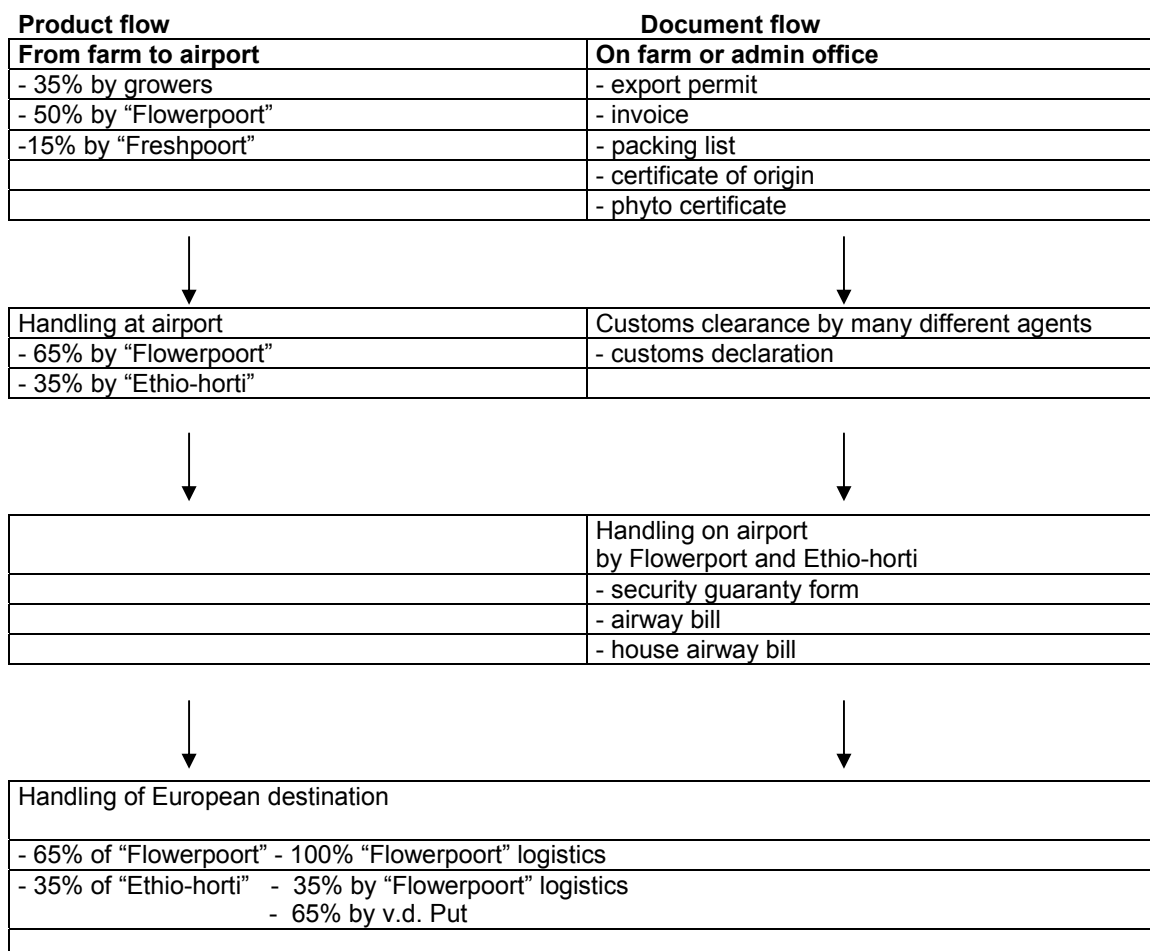 Product flow Document flow
From farm to airport On farm or admin office
- 35% by growers - export permit
- 50% by “Flowerpoort” - invoice
-15% by “Freshpoort” - packing list
- certificate of origin
- phyto certificate
Handling at airport Customs clearance by many different agents
- 65% by “Flowerpoort” - customs declaration
- 35% by “Ethio-horti”
Handling on airport
by Flowerport and Ethio-horti
- security guaranty form
- airway bill
- house airway bill
Handling of European destination
- 65% of “Flowerpoort” - 100% “Flowerpoort” logistics
- 35% of “Ethio-horti” - 35% by “Flowerpoort” logistics
- 65% by v.d. Put